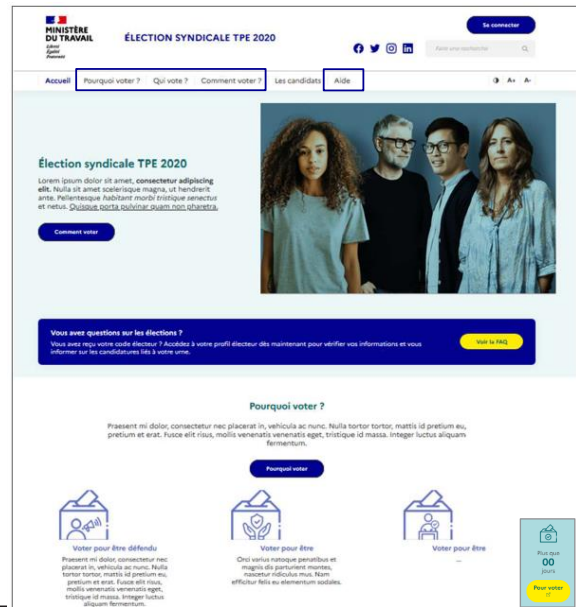 MINISTÈRE
DU TRAVAIL
Liberté
Égalité
Fraternité
ÉLECTION SYNDICALE TPE 2020
Se connecter
Faire une recherche
Accueil Pourquoi voter ? Qui vote ? Comment voter ? Les candidats Aide A+ A-
Élection syndicale TPE 2020
Lorem ipsum dolor sit amet, consectetur adipiscing
elit. Nulla sit amet scelerisque magna, ut hendrerit
ante. Pellentesque habitant morbi tristique senectus
et netus. Quisque porta pulvinar quam non pharetra.
Comment voter
Vous avez questions sur les élections ?
Vous avez reçu votre code électeur ? Accédez à votre profil électeur dès maintenant pour vérifier vos informations et vous
informer sur les candidatures liés à votre urne.
Voir la FAQ
Pourquoi voter ?
Praesent mi dolor, consectetur nec placerat in, vehicula ac nunc. Nulla tortor tortor, mattis id pretium eu,
pretium et erat. Fusce elit risus, mollis venenatis venenatis eget, tristique id massa. Integer luctus aliquam
fermentum.
Pourquoi voter
Voter pour être défendu
Praesent mi dolor, consectetur nec
placerat in, vehicula ac nunc. Nulla
tortor tortor, mattis id pretium eu,
pretium et erat. Fusce elit risus,
mollis venenatis venenatis eget,
tristique id massa. Integer luctus
aliquam fermentum.
Voter pour être
Orci varius natoque penatibus et
magnis dis parturient montes,
nascetur ridiculus mus. Nam
efficitur felis eu elementum sodales.
Voter pour être
...
Plus que
00
jours
Pour voter